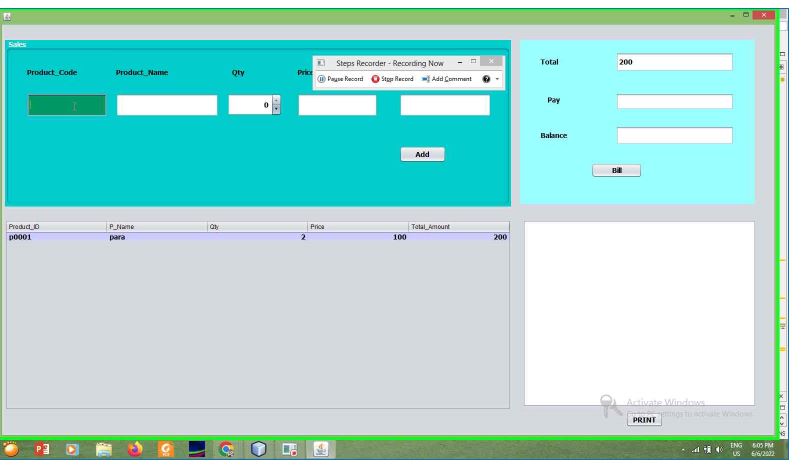 Sales
Product_Code Product_Name Qty Price
Steps Recorder - Recording Now
Pause Record Stop Record Add Comment
0
Add
Total 200
Pay
Balance
Bill
Product_ID P_Name Qty Price Total_Amount
p0001 para 2 100 200
Activate Windows
Go to PC settings to activate Windows.
PRINT
ENG 6:05 PM
US 6/6/2022